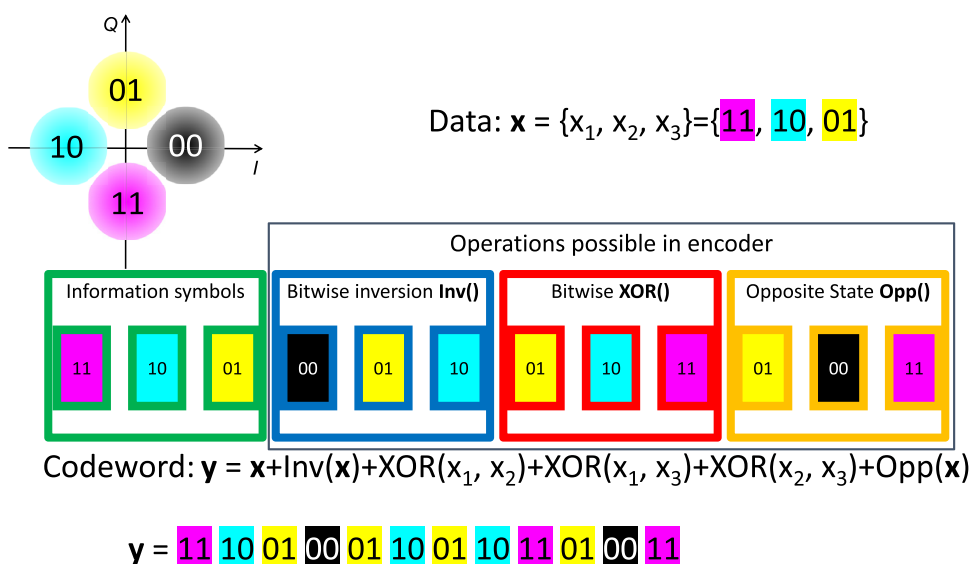 Q
01
10
00
I
11
Data: x = {x₁, x₂, x₃}={11, 10, 01}
Operations possible in encoder
Information symbols
Bitwise inversion Inv()
Bitwise XOR()
Opposite State Opp()
11 10 01 00 01 10 01 10 11 01 00 11
Codeword: y = x+Inv(x)+XOR(x₁, x₂)+XOR(x₁, x₃)+XOR(x₂, x₃)+Opp(x)
y = 11 10 01 00 01 10 01 10 11 01 00 11